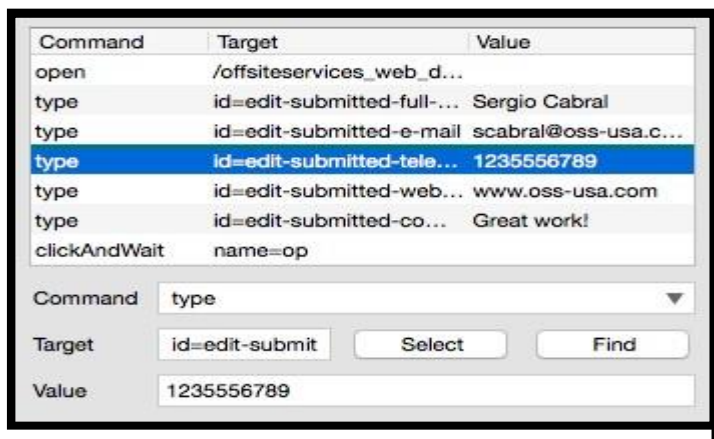 Command Target Value
open /offsiteservices_web_d...
type id=edit-submitted-full-... Sergio Cabral
type id=edit-submitted-e-mail scabral@oss-usa.c...
type id=edit-submitted-tele... 1235556789
type id=edit-submitted-web... www.oss-usa.com
type id=edit-submitted-co... Great work!
clickAndWait name=op
Command type
Target id=edit-submit Select Find
Value 1235556789